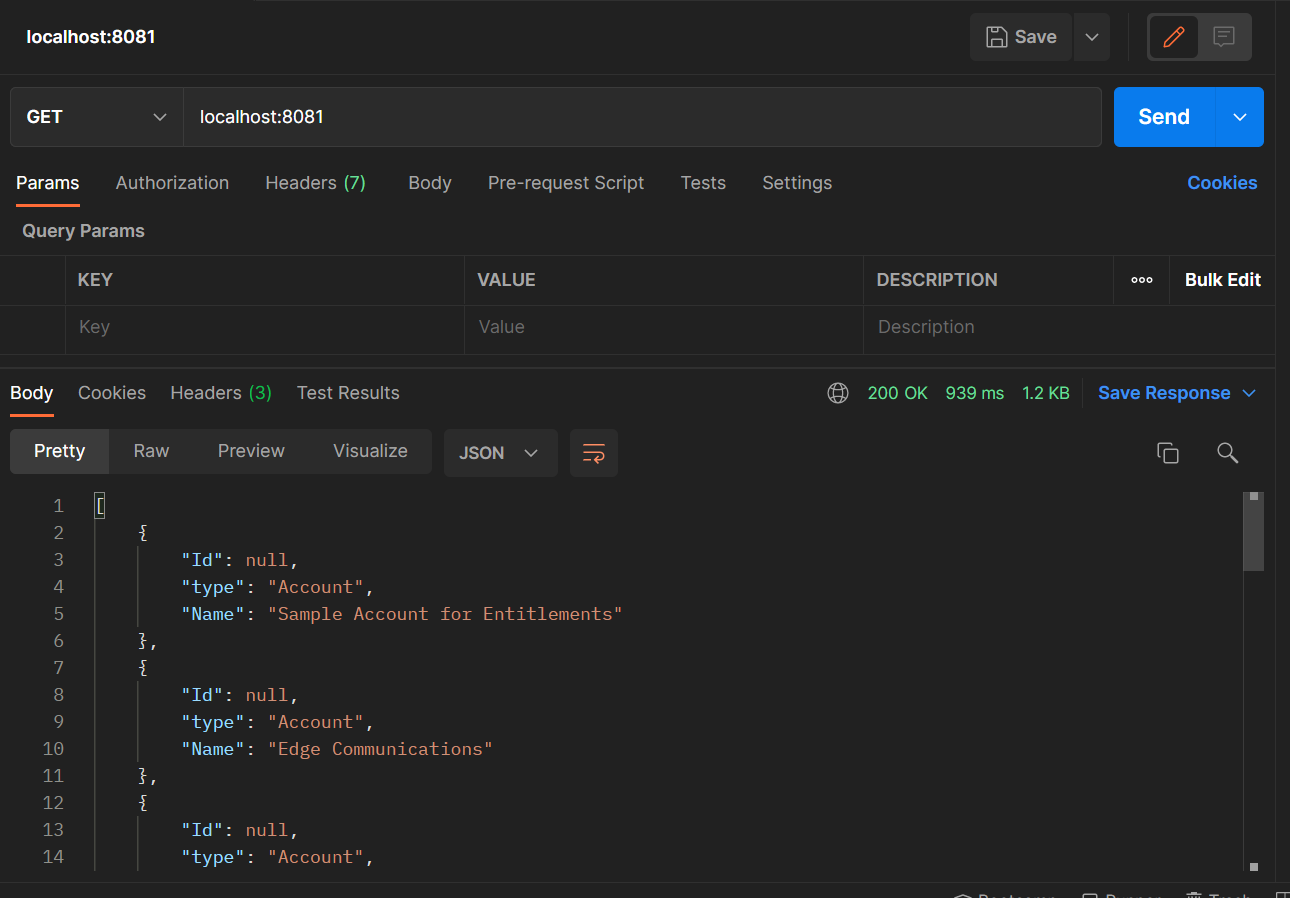 localhost:8081
Save
GET
localhost:8081
Send
Params Authorization Headers (7) Body Pre-request Script Tests Settings Cookies
Query Params
KEY VALUE DESCRIPTION ooo Bulk Edit
Key Value Description
Body Cookies Headers (3) Test Results 200 OK 939 ms 1.2 KB Save Response
Pretty Raw Preview Visualize JSON
1 [
2 {
3 "Id": null,
4 "type": "Account",
5 "Name": "Sample Account for Entitlements"
6 },
7 {
8 "Id": null,
9 "type": "Account",
10 "Name": "Edge Communications"
11 },
12 {
13 "Id": null,
14 "type": "Account",